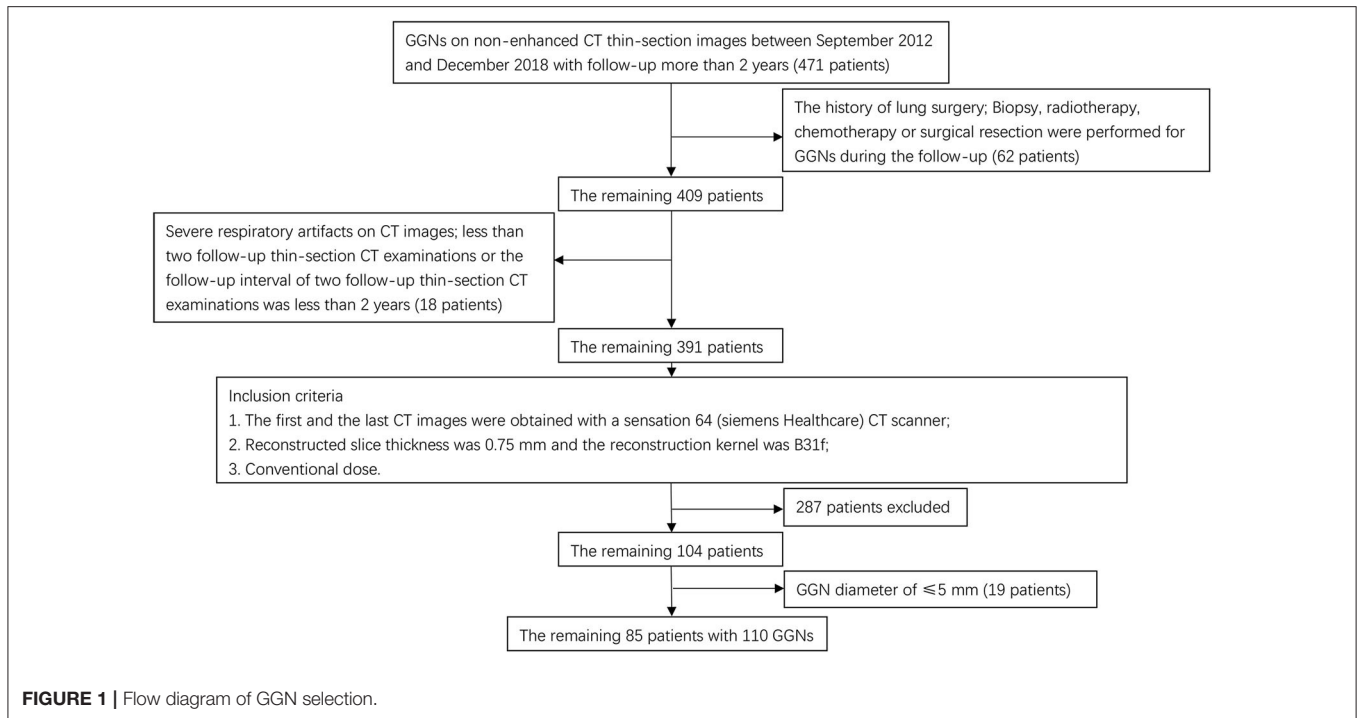 GGNs on non-enhanced CT thin-section images between September 2012
and December 2018 with follow-up more than 2 years (471 patients)
The history of lung surgery; Biopsy, radiotherapy,
chemotherapy or surgical resection were performed for
GGNs during the follow-up (62 patients)
The remaining 409 patients
Severe respiratory artifacts on CT images; less than
two follow-up thin-section CT examinations or the
follow-up interval of two follow-up thin-section CT
examinations was less than 2 years (18 patients)
The remaining 391 patients
Inclusion criteria
1. The first and the last CT images were obtained with a sensation 64 (siemens Healthcare) CT scanner;
2. Reconstructed slice thickness was 0.75 mm and the reconstruction kernel was B31f;
3. Conventional dose.
287 patients excluded
The remaining 104 patients
GGN diameter of ≤5 mm (19 patients)
The remaining 85 patients with 110 GGNs
FIGURE 1 | Flow diagram of GGN selection.